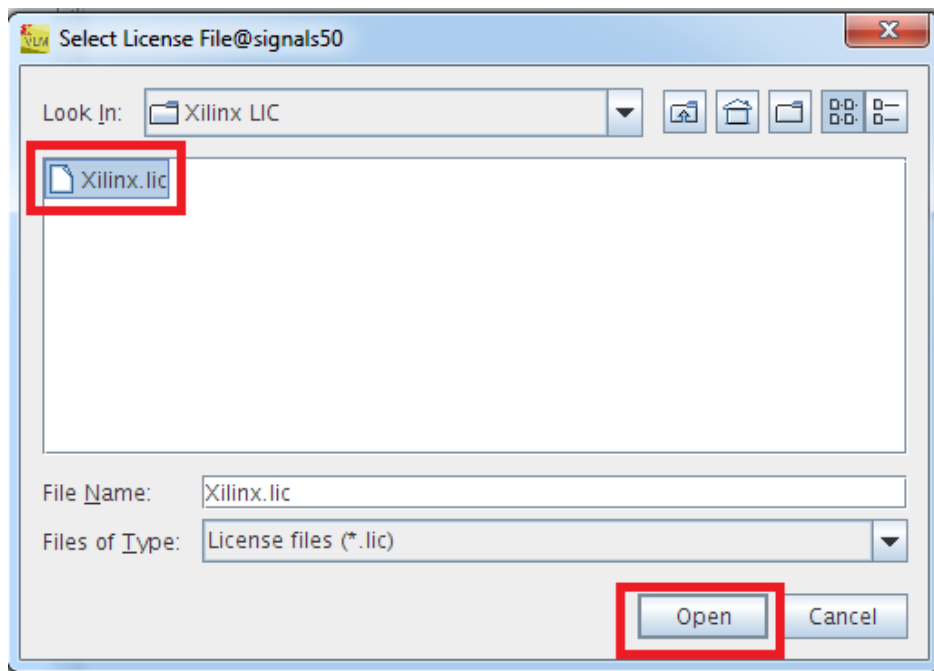 VLM Select License File@signals50
Look In: Xilinx LIC
Xilinx.lic
File Name: Xilinx.lic
Files of Type: License files (*.lic)
Open Cancel